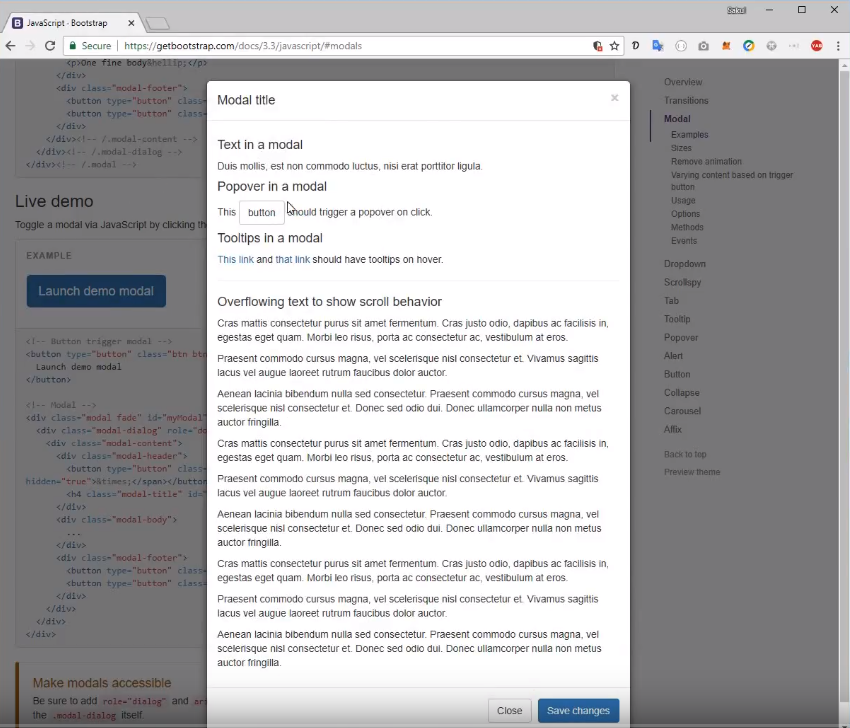 Sakul
JavaScript · Bootstrap
Secure https://getbootstrap.com/docs/3.3/javascript/#modals
<p>One fine body&hellip;</p>
</div>
<div class="modal-footer">
<button type="button" class=
<button type="button" class=
</div>
</div><!-- /.modal-content -->
</div><!-- /.modal-dialog -->
</div><!-- /.modal -->
Live demo
Toggle a modal via JavaScript by clicking the
EXAMPLE
Launch demo modal
<!-- Button trigger modal -->
<button type="button" class="btn btn
Launch demo modal
</button>
<!-- Modal -->
<div class="modal fade" id="myModal"
<div class="modal-dialog" role="do
<div class="modal-content">
<div class="modal-header">
<button type="button" class=
hidden="true">&times;</span></button
<h4 class="modal-title" id=
</div>
<div class="modal-body">
...
</div>
<div class="modal-footer">
<button type="button" class=
<button type="button" class=
</div>
</div>
</div>
</div>
Make modals accessible
Be sure to add role="dialog" and ari
the .modal-dialog itself.
Modal title
×
Text in a modal
Duis mollis, est non commodo luctus, nisi erat porttitor ligula.
Popover in a modal
This button should trigger a popover on click.
Tooltips in a modal
This link and that link should have tooltips on hover.
Overflowing text to show scroll behavior
Cras mattis consectetur purus sit amet fermentum. Cras justo odio, dapibus ac facilisis in,
egestas eget quam. Morbi leo risus, porta ac consectetur ac, vestibulum at eros.
Praesent commodo cursus magna, vel scelerisque nisl consectetur et. Vivamus sagittis
lacus vel augue laoreet rutrum faucibus dolor auctor.
Aenean lacinia bibendum nulla sed consectetur. Praesent commodo cursus magna, vel
scelerisque nisl consectetur et. Donec sed odio dui. Donec ullamcorper nulla non metus
auctor fringilla.
Cras mattis consectetur purus sit amet fermentum. Cras justo odio, dapibus ac facilisis in,
egestas eget quam. Morbi leo risus, porta ac consectetur ac, vestibulum at eros.
Praesent commodo cursus magna, vel scelerisque nisl consectetur et. Vivamus sagittis
lacus vel augue laoreet rutrum faucibus dolor auctor.
Aenean lacinia bibendum nulla sed consectetur. Praesent commodo cursus magna, vel
scelerisque nisl consectetur et. Donec sed odio dui. Donec ullamcorper nulla non metus
auctor fringilla.
Cras mattis consectetur purus sit amet fermentum. Cras justo odio, dapibus ac facilisis in,
egestas eget quam. Morbi leo risus, porta ac consectetur ac, vestibulum at eros.
Praesent commodo cursus magna, vel scelerisque nisl consectetur et. Vivamus sagittis
lacus vel augue laoreet rutrum faucibus dolor auctor.
Aenean lacinia bibendum nulla sed consectetur. Praesent commodo cursus magna, vel
scelerisque nisl consectetur et. Donec sed odio dui. Donec ullamcorper nulla non metus
auctor fringilla.
Close
Save changes
Overview
Transitions
Modal
Examples
Sizes
Remove animation
Varying content based on trigger
button
Usage
Options
Methods
Events
Dropdown
Scrollspy
Tab
Tooltip
Popover
Alert
Button
Collapse
Carousel
Affix
Back to top
Preview theme